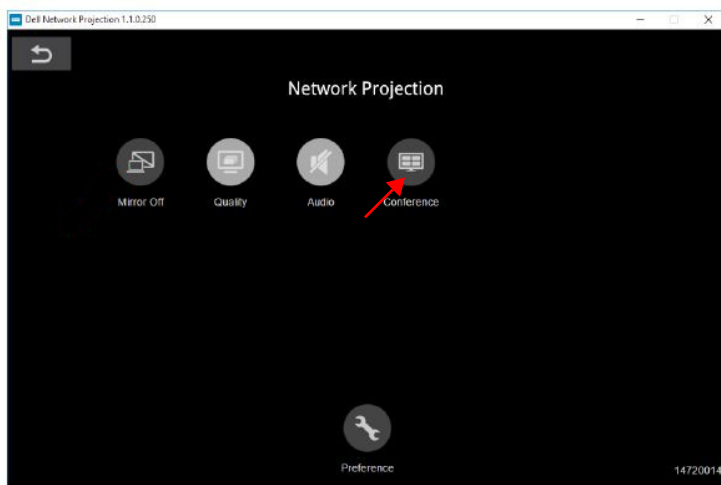 Dell Network Projection 1.1.0.250
Network Projection
Mirror Off
Quality
Audio
Conference
Preference
14720014